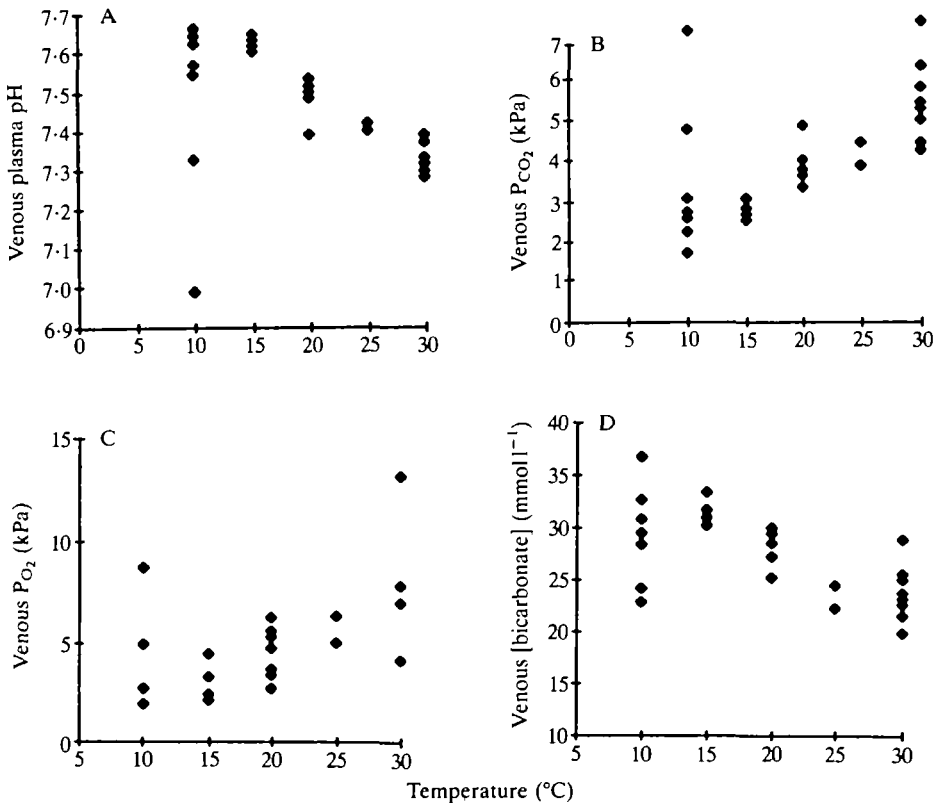 A
Venous plasma pH
7·7
7·6
7·5
7·4
7·3
7·2
7·1
7·0
6·9
0 5 10 15 20 25 30
B
Venous PCO2 (kPa)
7
6
5
4
3
2
1
0
0 5 10 15 20 25 30
C
Venous PO2 (kPa)
15
10
5
0
5 10 15 20 25 30
D
Venous [bicarbonate] (mmol l−1)
40
35
30
25
20
15
10
5 10 15 20 25 30
Temperature (°C)